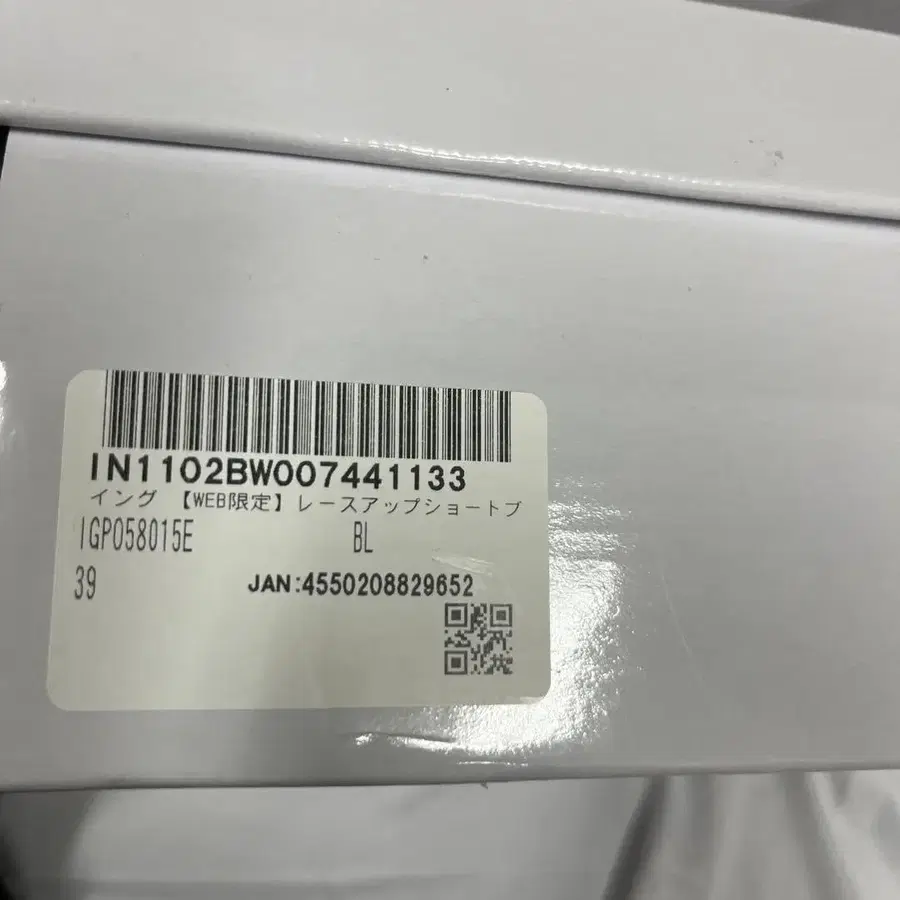 IN1102BW007441133
イング 【WEB限定】レースアップショートブ
IGP058015E BL
39 JAN:4550208829652